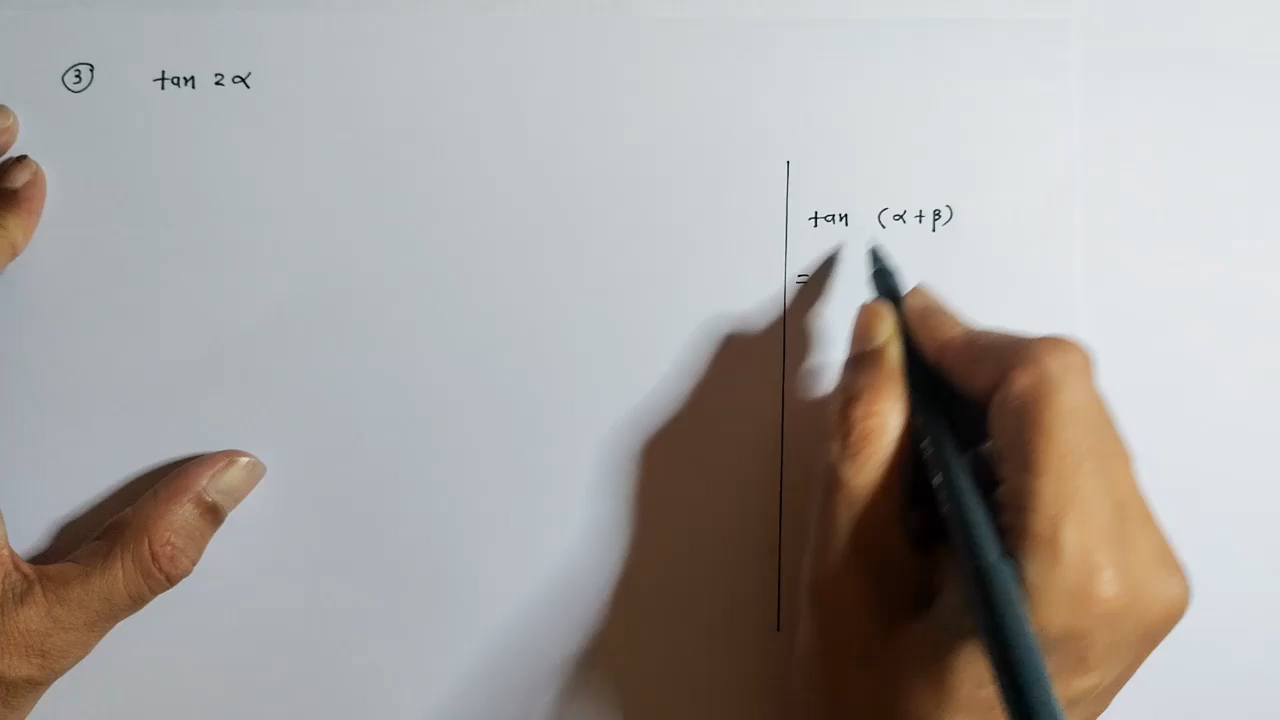 ③ tan 2α
tan (α+β)
=